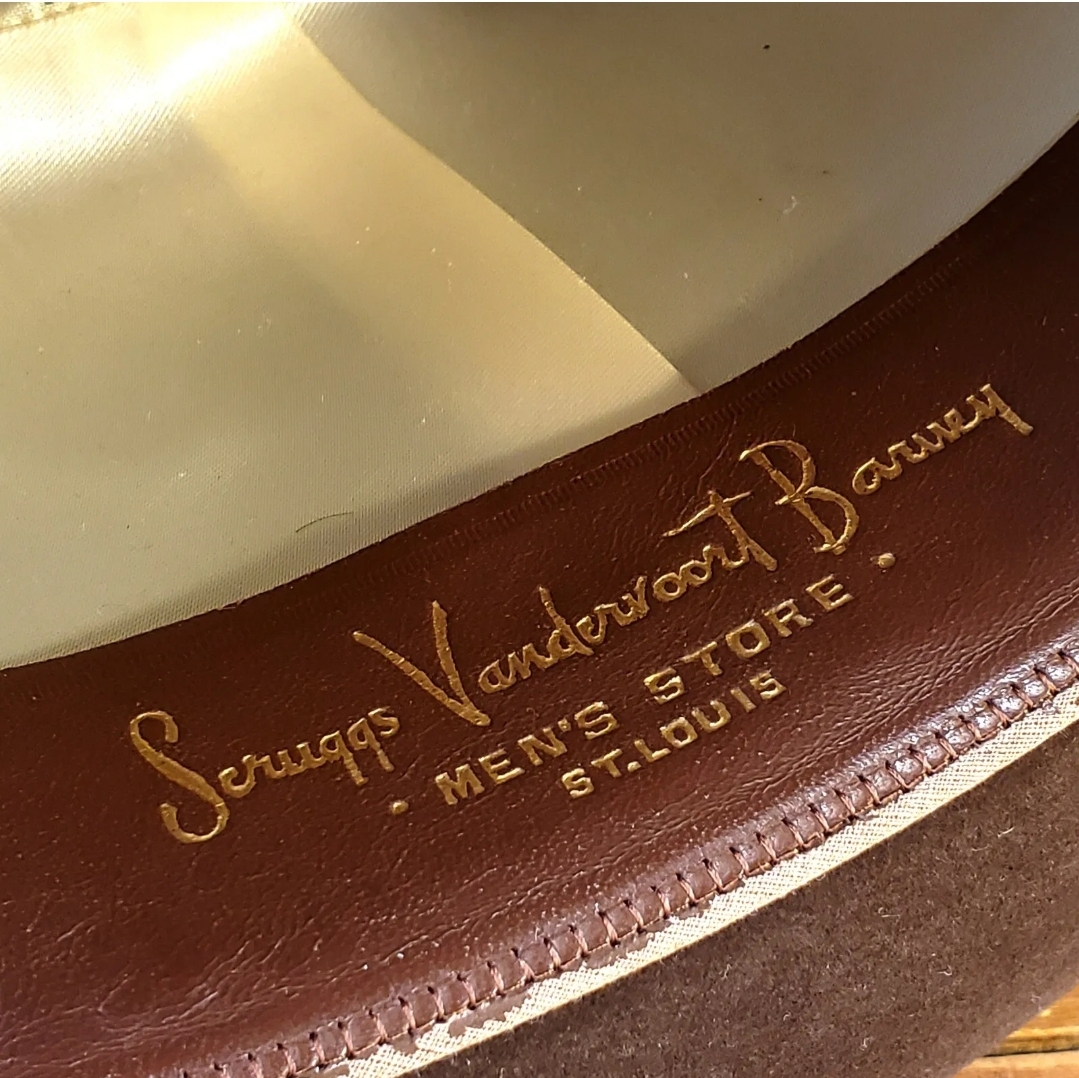 Scruggs Vandervoort Barney
• MEN'S STORE •
ST. LOUIS